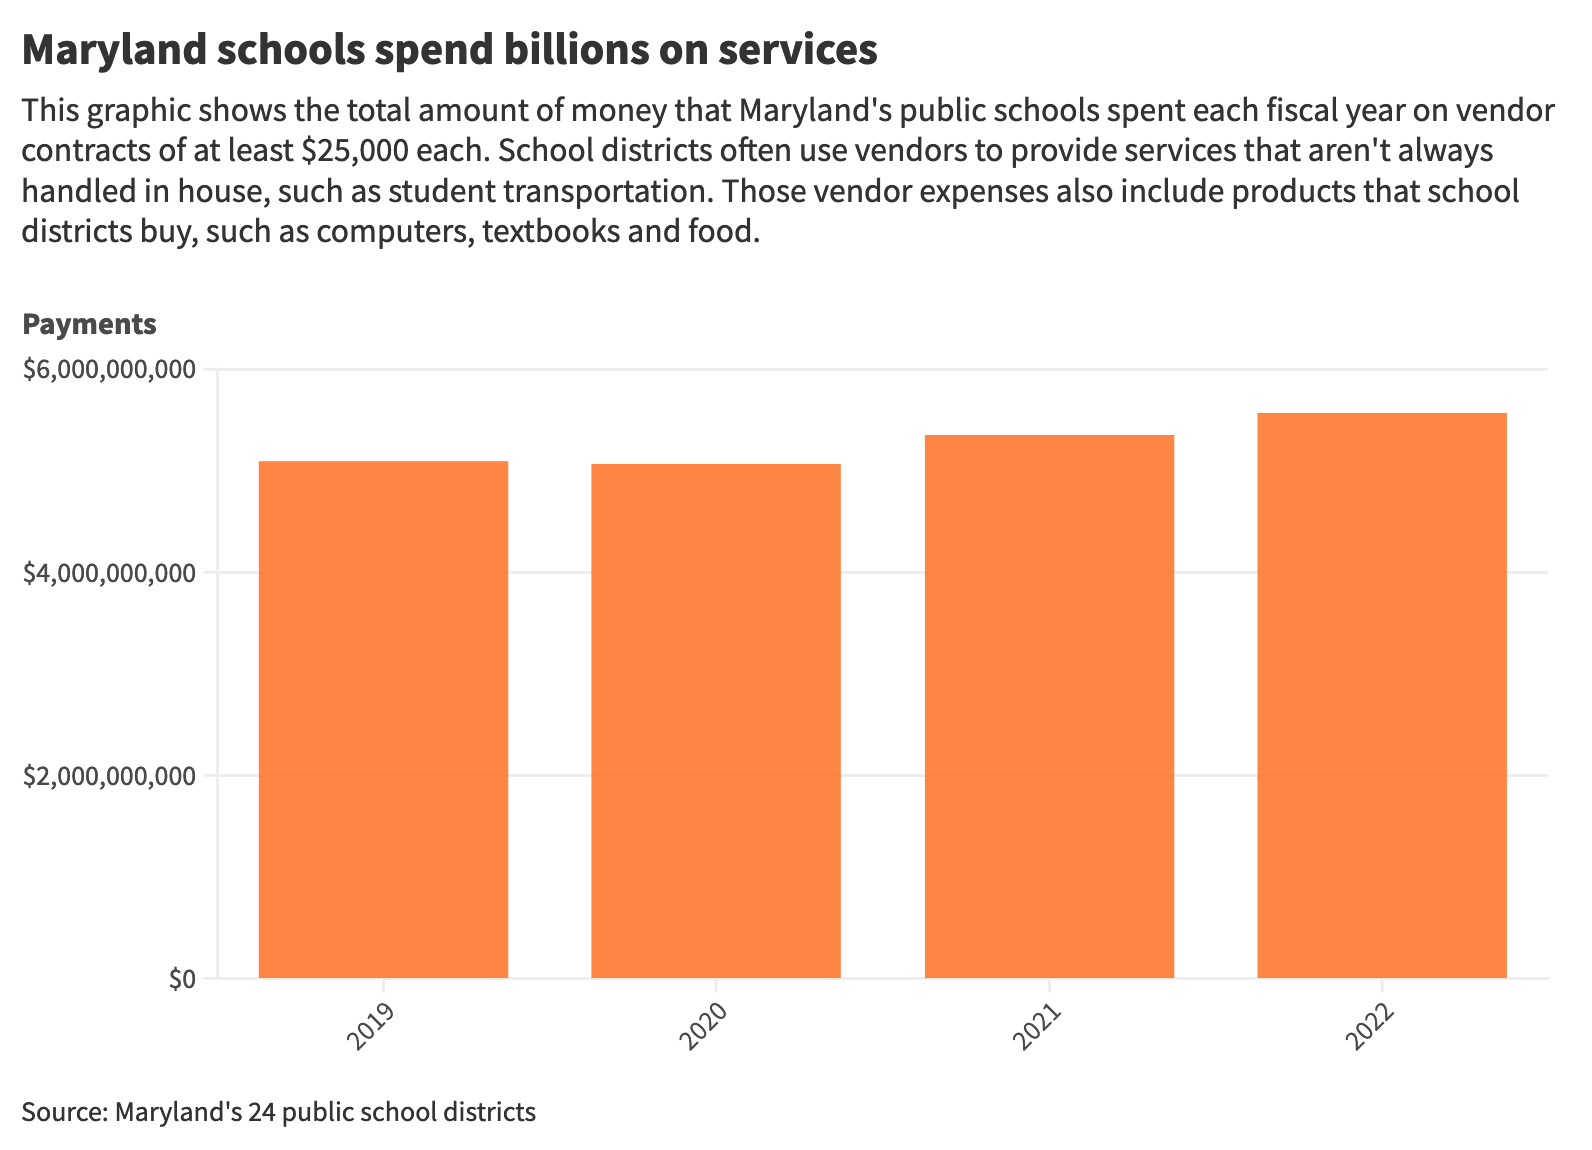 Maryland schools spend billions on services
This graphic shows the total amount of money that Maryland's public schools spent each fiscal year on vendor
contracts of at least $25,000 each. School districts often use vendors to provide services that aren't always
handled in house, such as student transportation. Those vendor expenses also include products that school
districts buy, such as computers, textbooks and food.
Payments
$6,000,000,000
$4,000,000,000
$2,000,000,000
$0
2019
2020
2021
2022
Source: Maryland's 24 public school districts